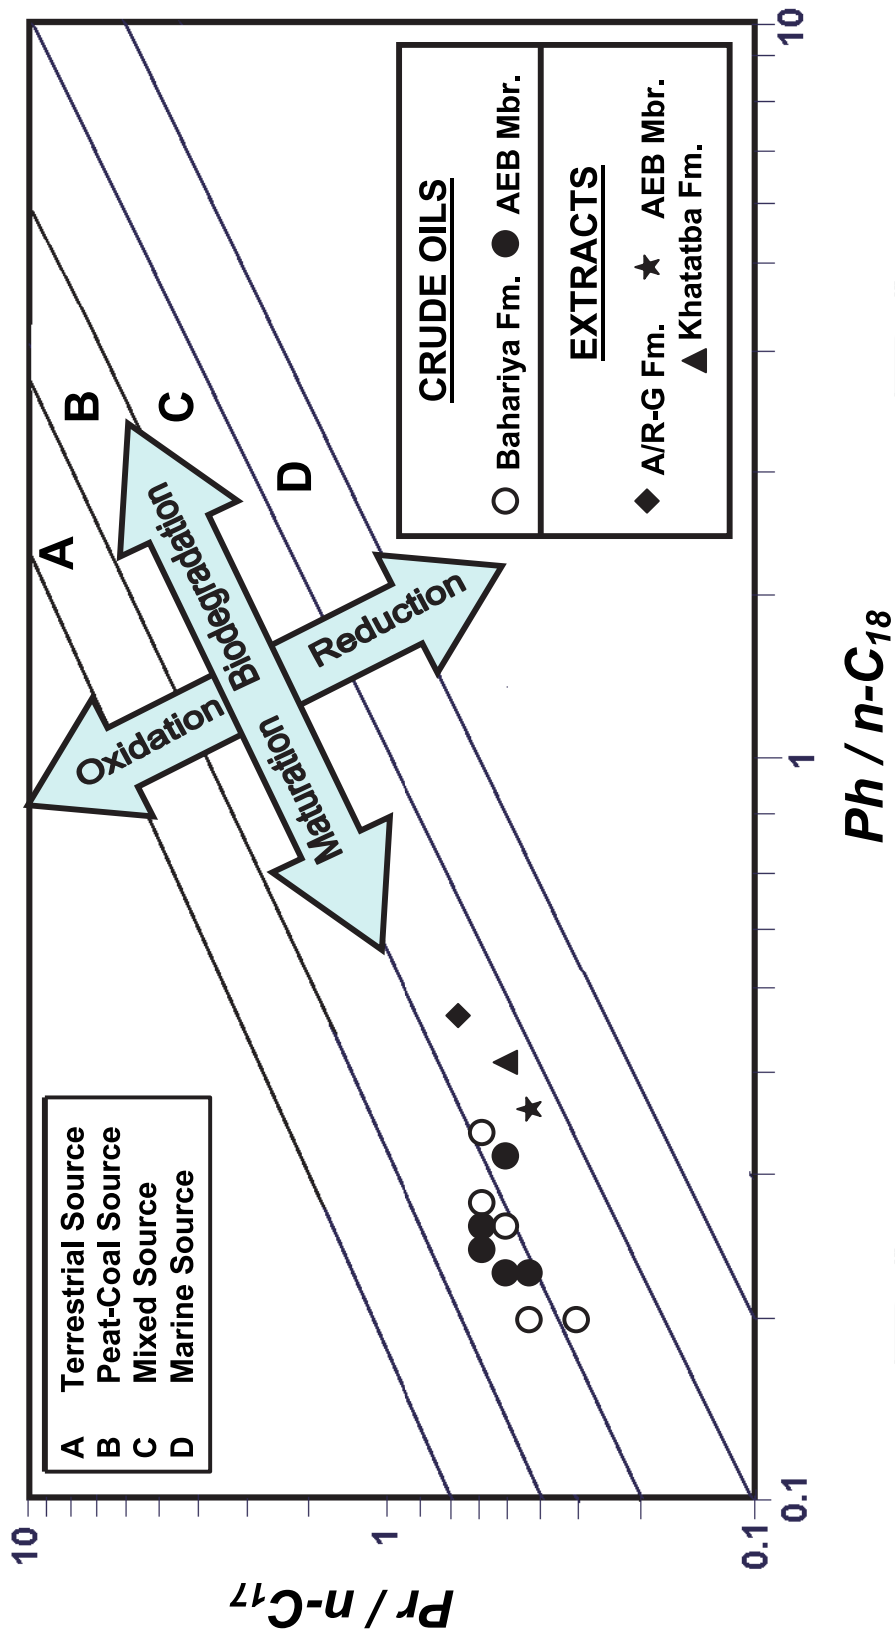 A Terrestrial Source
B Peat-Coal Source
C Mixed Source
D Marine Source
A
B
C
D
Oxidation
Reduction
Maturation
Biodegradation
CRUDE OILS
Bahariya Fm.
AEB Mbr.
EXTRACTS
A/R-G Fm.
AEB Mbr.
Khatatba Fm.
10
1
0.1
Pr / n-C17
0.1
1
10
Ph / n-C18